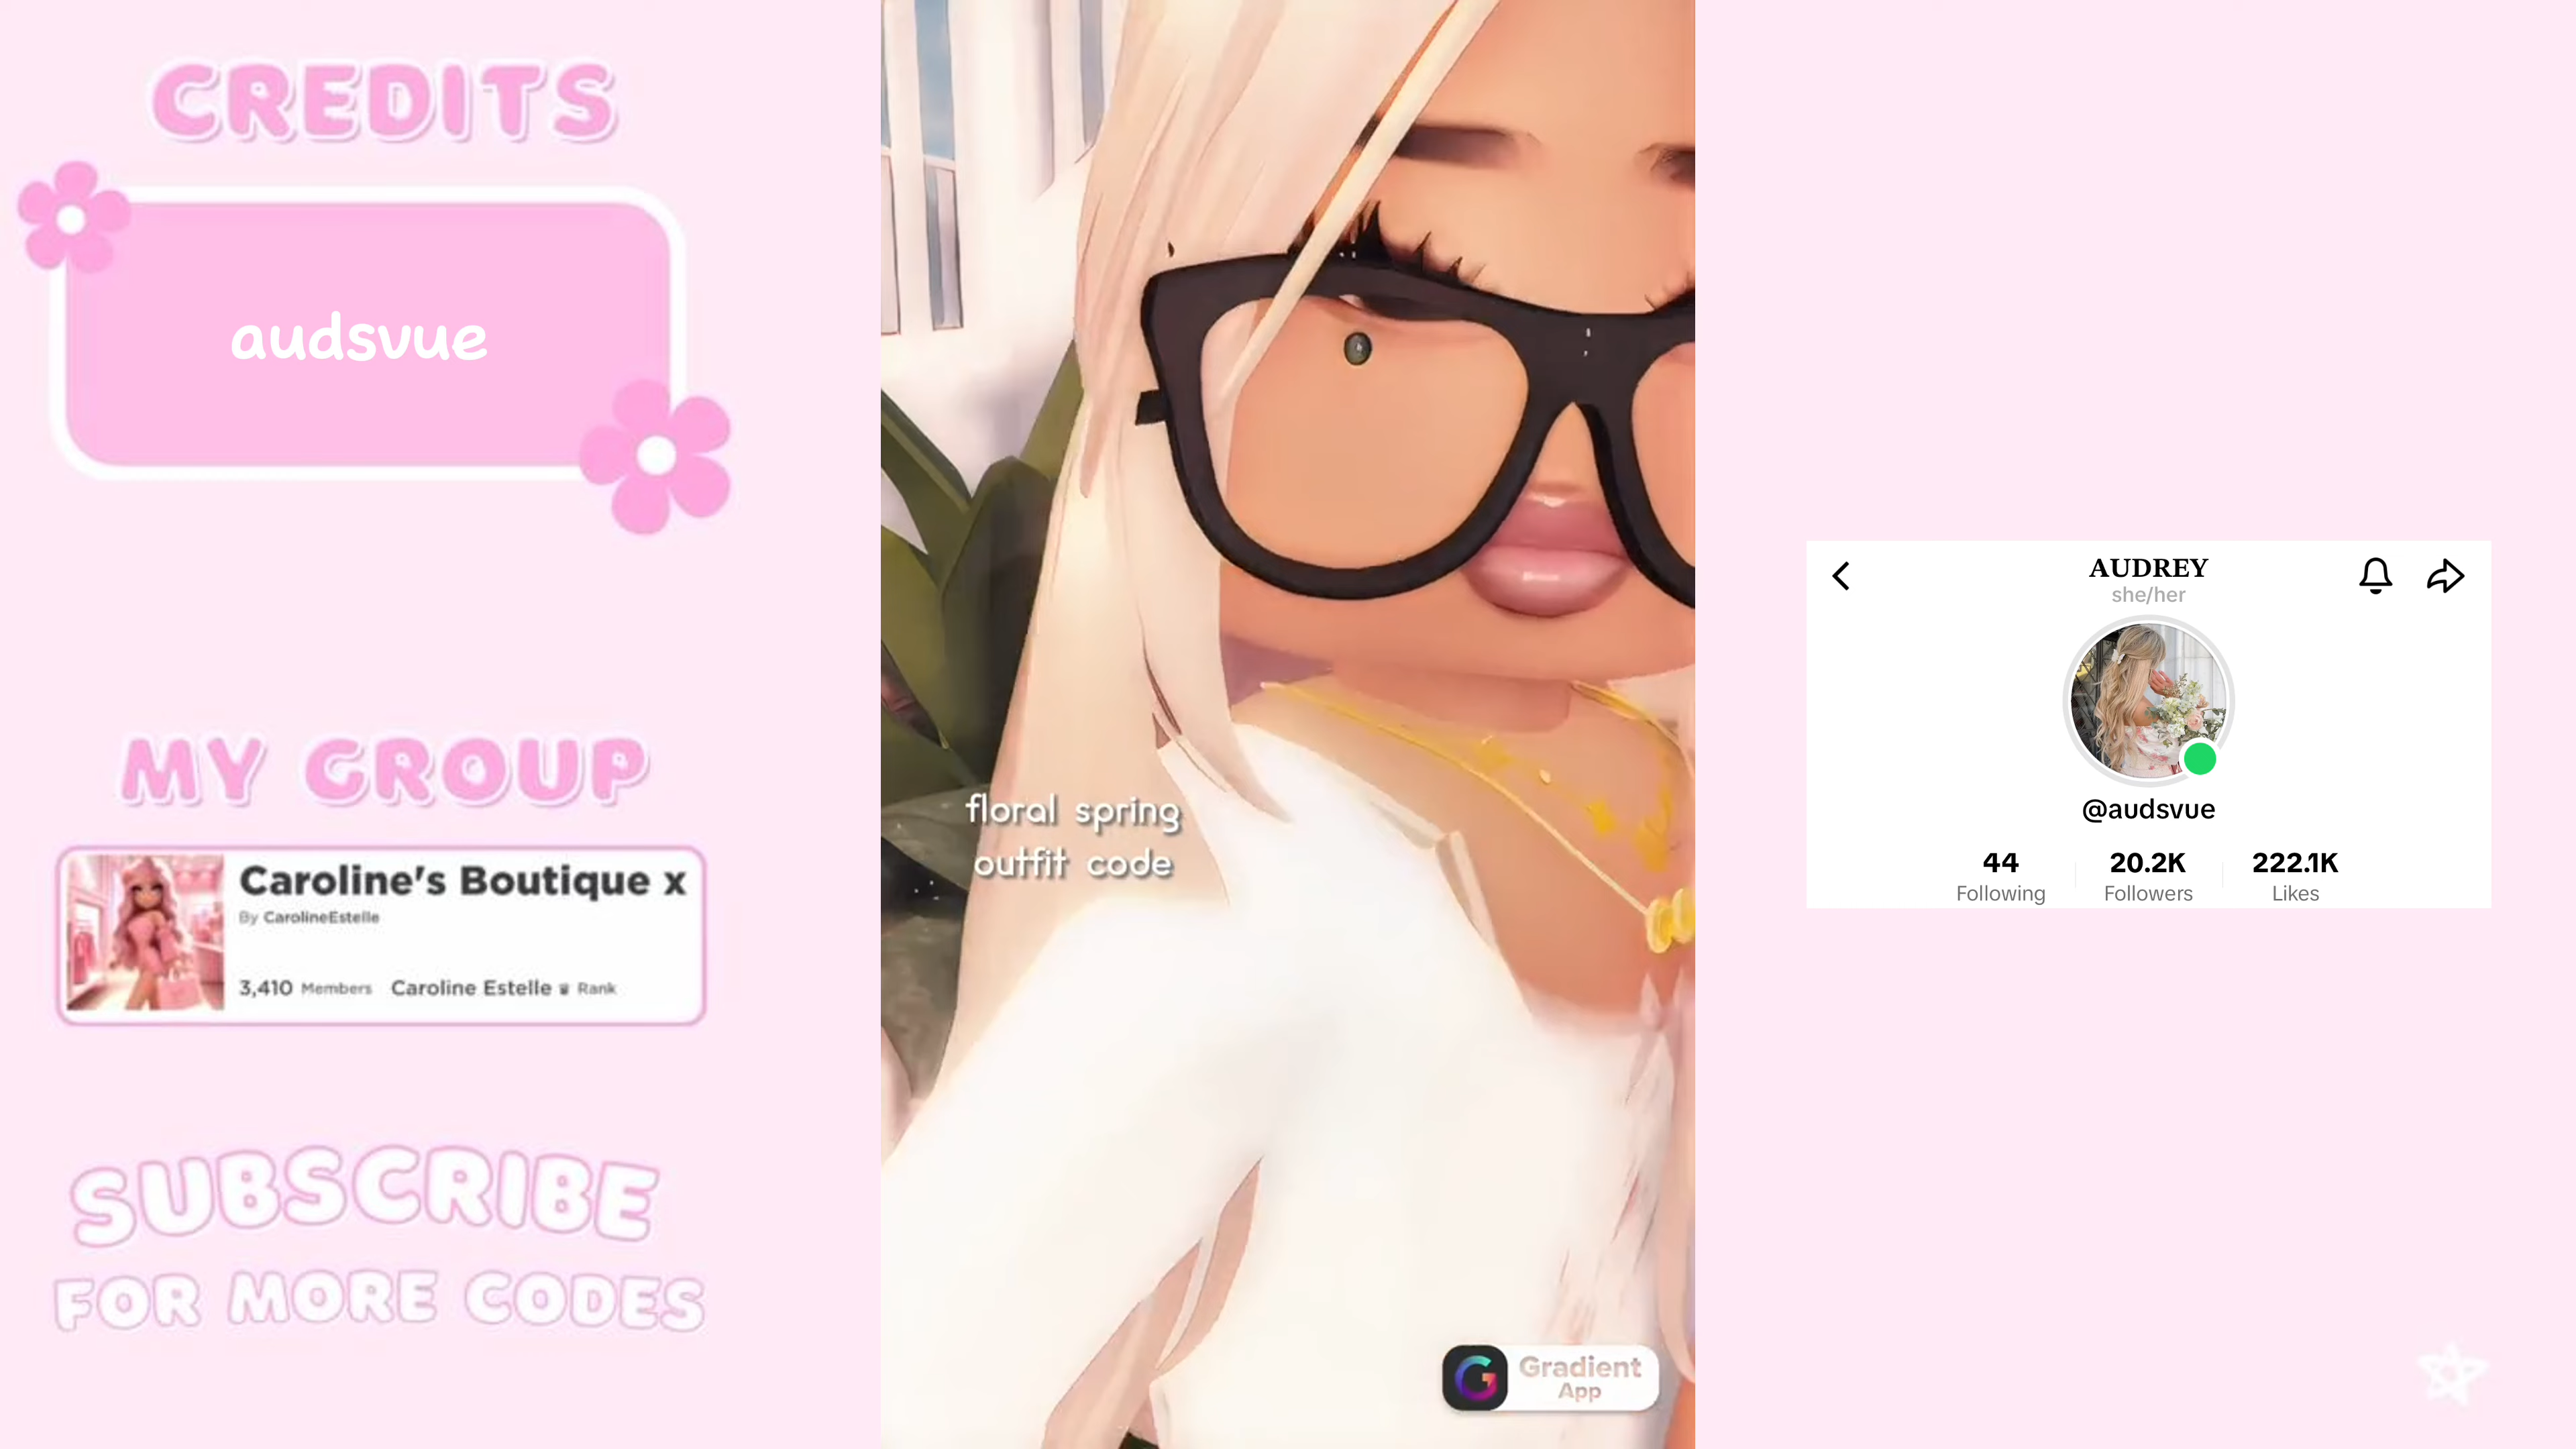 CREDITS
audsvue
MY GROUP
Caroline's Boutique x
By CarolineEstelle
3,410 Members Caroline Estelle Rank
SUBSCRIBE
FOR MORE CODES
floral spring
outfit code
G Gradient
App
AUDREY
she/her
@audsvue
44 20.2K 222.1K
Following Followers Likes